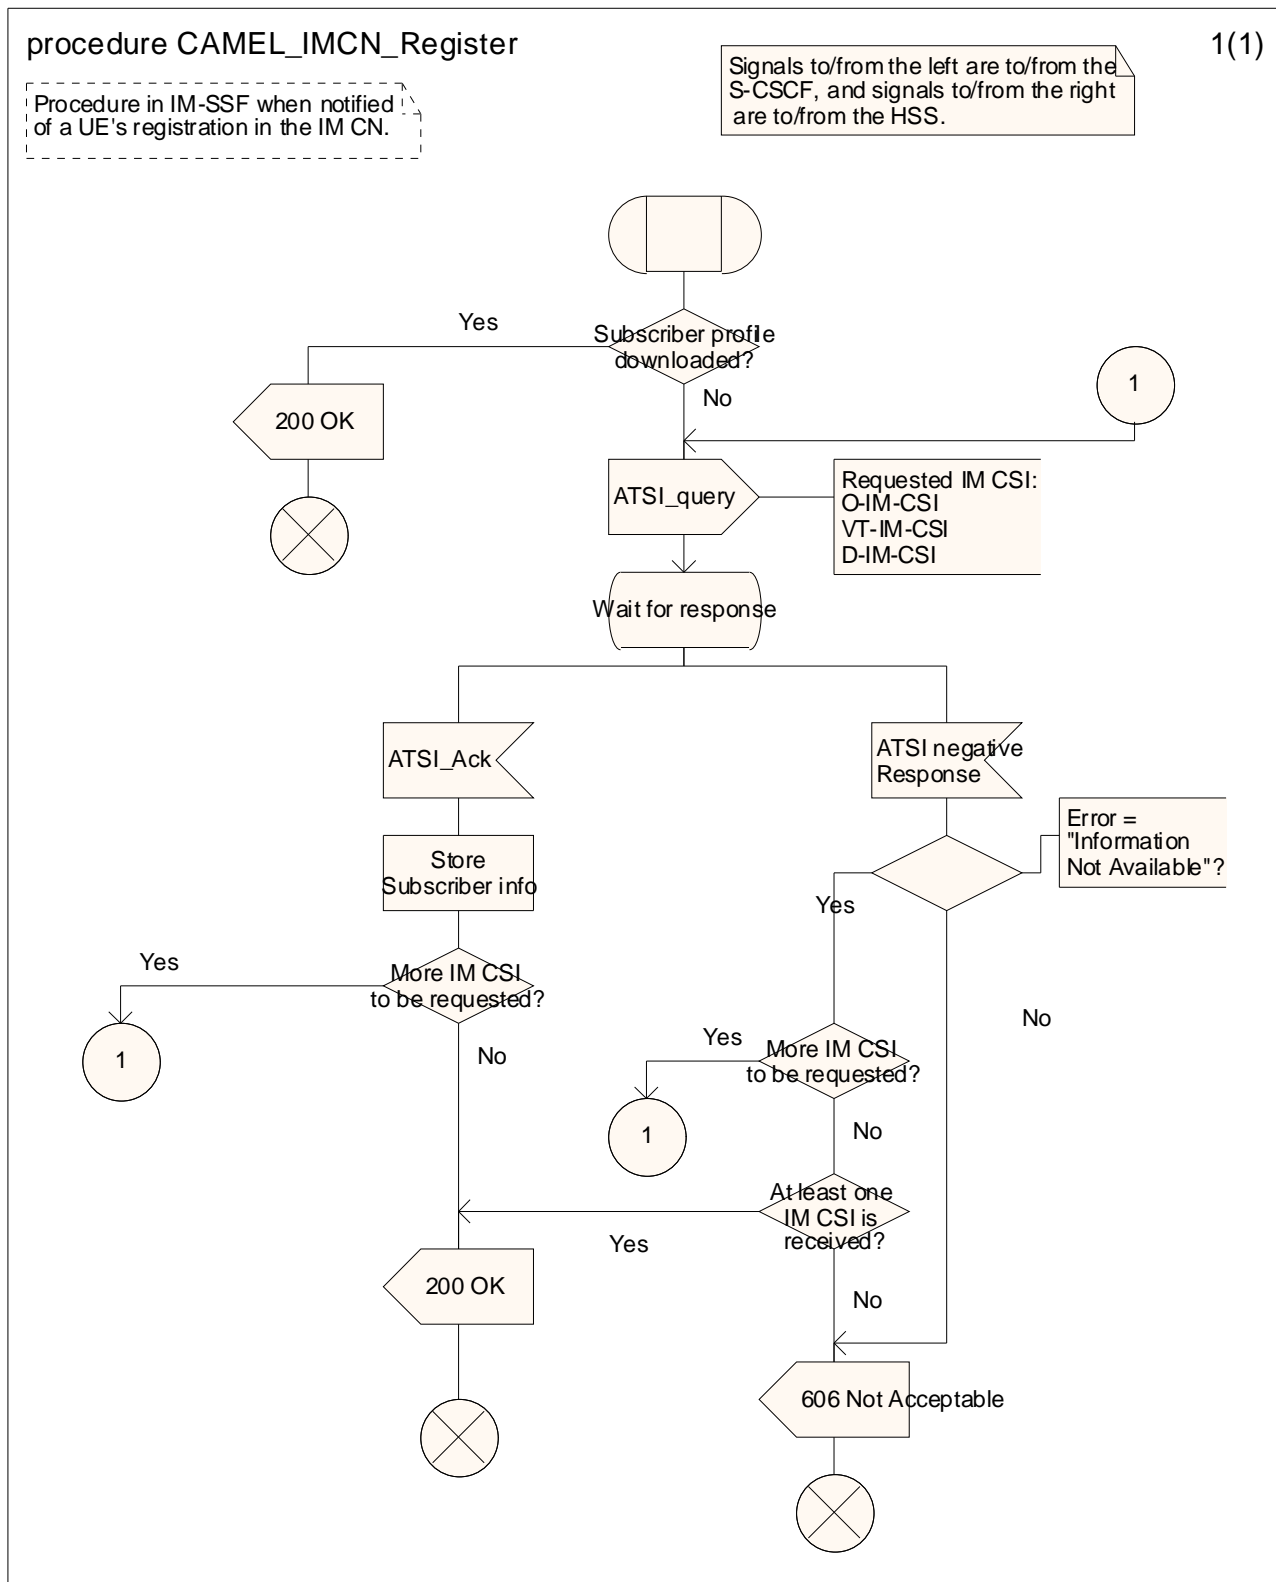 procedure CAMEL_IMCN_Register
1(1)
Procedure in IM-SSF when notified
of a UE's registration in the IM CN.
Signals to/from the left are to/from the
S-CSCF, and signals to/from the right
are to/from the HSS.
Yes
Subscriber profile
downloaded?
No
1
200 OK
ATSI_query
Requested IM CSI:
O-IM-CSI
VT-IM-CSI
D-IM-CSI
Wait for response
ATSI_Ack
ATSI negative
Response
Error =
"Information
Not Available"?
Store
Subscriber info
Yes
Yes
More IM CSI
to be requested?
No
1
No
Yes
More IM CSI
to be requested?
1
No
At least one
IM CSI is
received?
Yes
200 OK
No
606 Not Acceptable